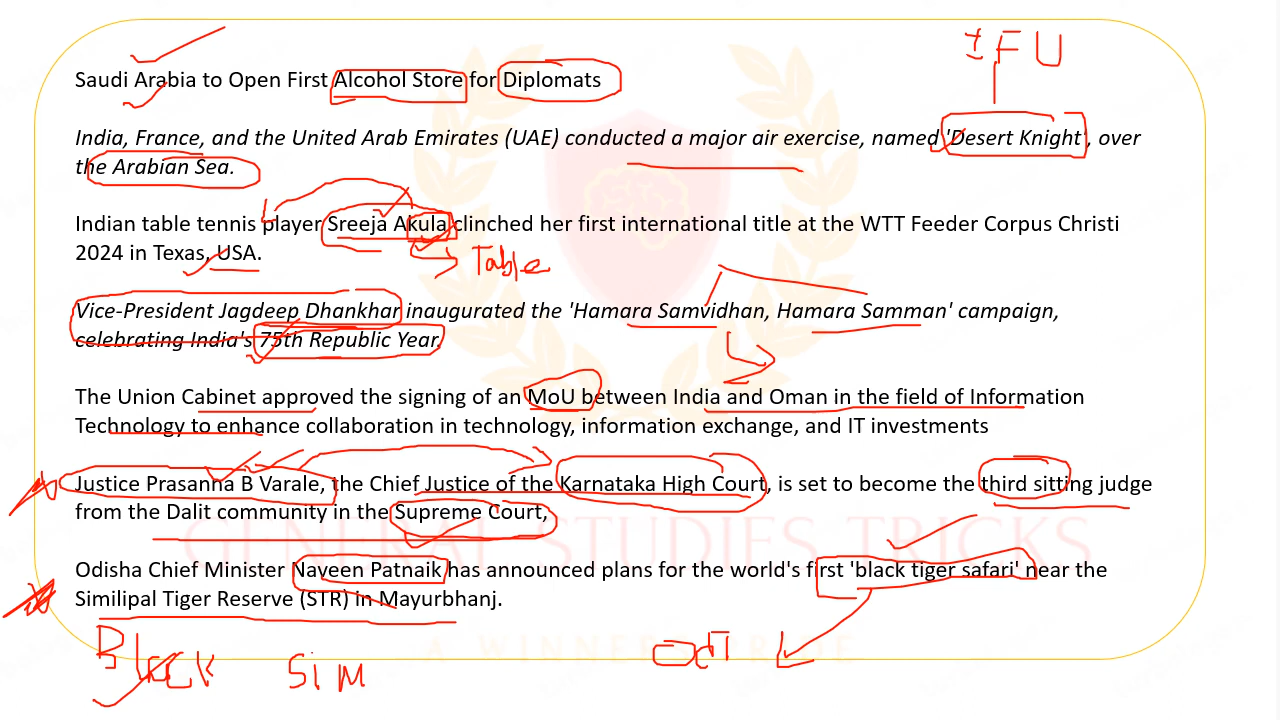 IFU
Saudi Arabia to Open First Alcohol Store for Diplomats
India, France, and the United Arab Emirates (UAE) conducted a major air exercise, named 'Desert Knight', over
the Arabian Sea.
Indian table tennis player Sreeja Akula clinched her first international title at the WTT Feeder Corpus Christi
2024 in Texas, USA.
Table
Vice-President Jagdeep Dhankhar inaugurated the 'Hamara Samvidhan, Hamara Samman' campaign,
celebrating India's 75th Republic Year.
The Union Cabinet approved the signing of an MoU between India and Oman in the field of Information
Technology to enhance collaboration in technology, information exchange, and IT investments
Justice Prasanna B Varale, the Chief Justice of the Karnataka High Court, is set to become the third sitting judge
from the Dalit community in the Supreme Court,
GENERAL STUDIES TRICKS
Odisha Chief Minister Naveen Patnaik has announced plans for the world's first 'black tiger safari' near the
Similipal Tiger Reserve (STR) in Mayurbhanj.
Black SIM